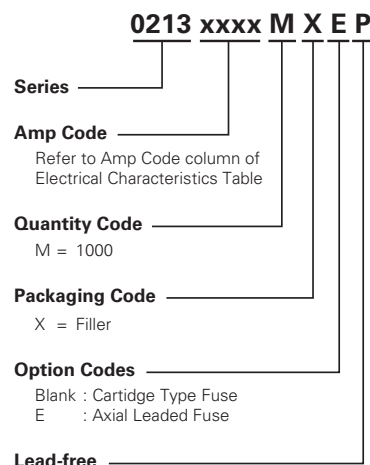 0213 xxxx M X E P
Series
Amp Code
Refer to Amp Code column of
Electrical Characteristics Table
Quantity Code
M = 1000
Packaging Code
X = Filler
Option Codes
Blank : Cartidge Type Fuse
E : Axial Leaded Fuse
Lead-free